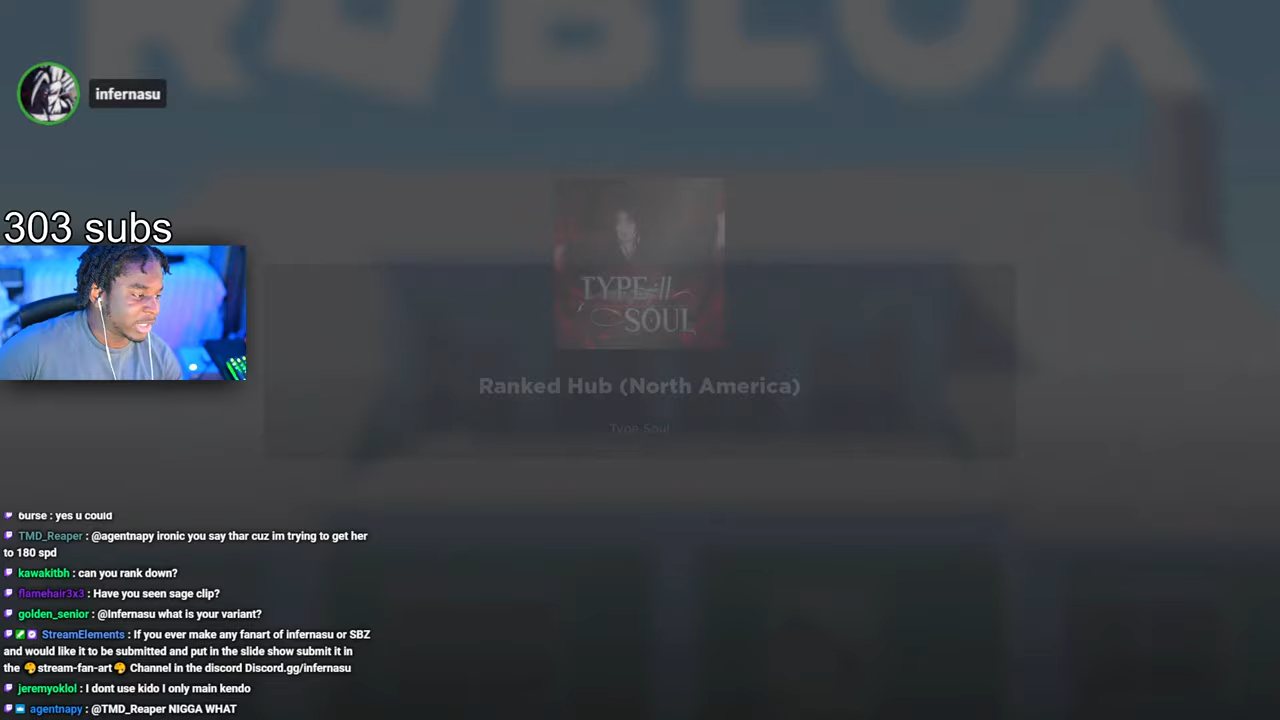 ROBLOX
infernasu
303 subs
TYPE://
SOUL
Ranked Hub (North America)
Type Soul
6urse : yes u could
TMD_Reaper : @agentnapy ironic you say thar cuz im trying to get her
to 180 spd
kawakitbh : can you rank down?
flamehair3x3 : Have you seen sage clip?
golden_senior : @Infernasu what is your variant?
StreamElements : If you ever make any fanart of infernasu or SBZ
and would like it to be submitted and put in the slide show submit it in
the stream-fan-art Channel in the discord Discord.gg/infernasu
jeremyoklol : I dont use kido I only main kendo
agentnapy : @TMD_Reaper NIGGA WHAT